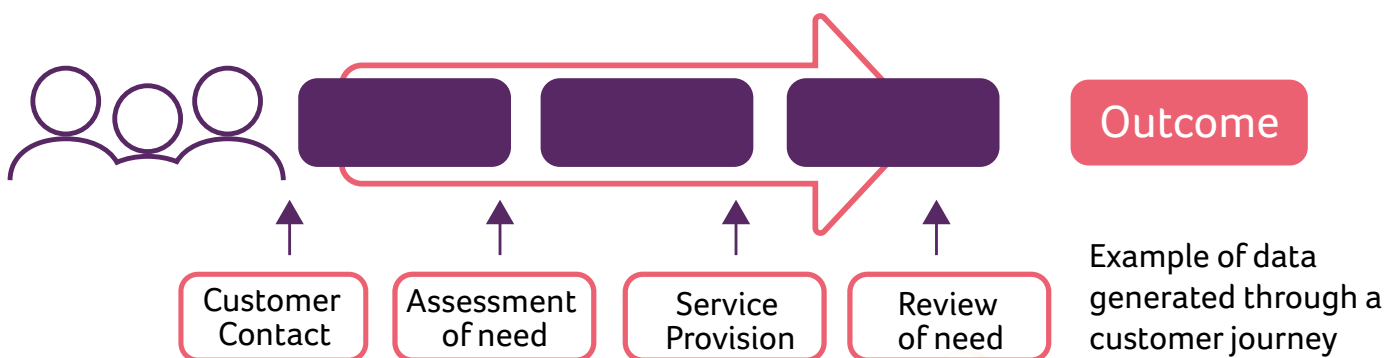 Outcome
Customer
Contact
Assessment
of need
Service
Provision
Review
of need
Example of data
generated through a
customer journey